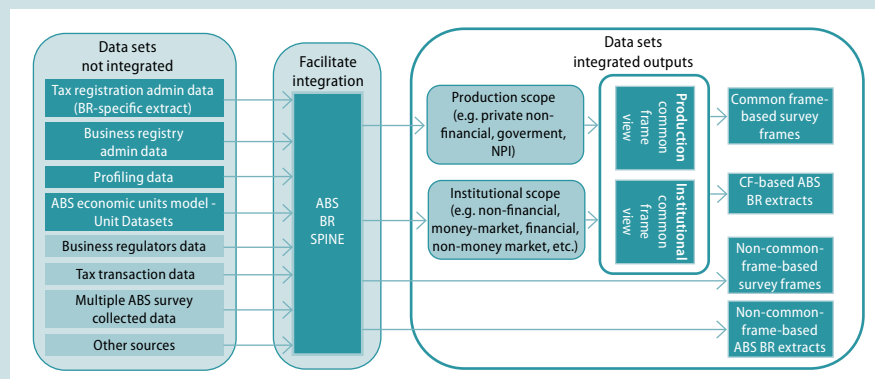 Data sets
not integrated
Tax registration admin data
(BR-specific extract)
Business registry
admin data
Profiling data
ABS economic units model -
Unit Datasets
Business regulators data
Tax transaction data
Multiple ABS survey
collected data
Other sources
Facilitate
integration
ABS
BR
SPINE
Data sets
integrated outputs
Production scope
(e.g. private non-
financial, goverment,
NPI)
Institutional scope
(e.g. non-financial,
money-market, financial,
non-money market, etc.)
Production
common
frame
view
Institutional
common
frame
view
Common frame-
based survey
frames
CF-based ABS
BR extracts
Non-common-
frame-based
survey frames
Non-common-
frame-based
ABS BR extracts